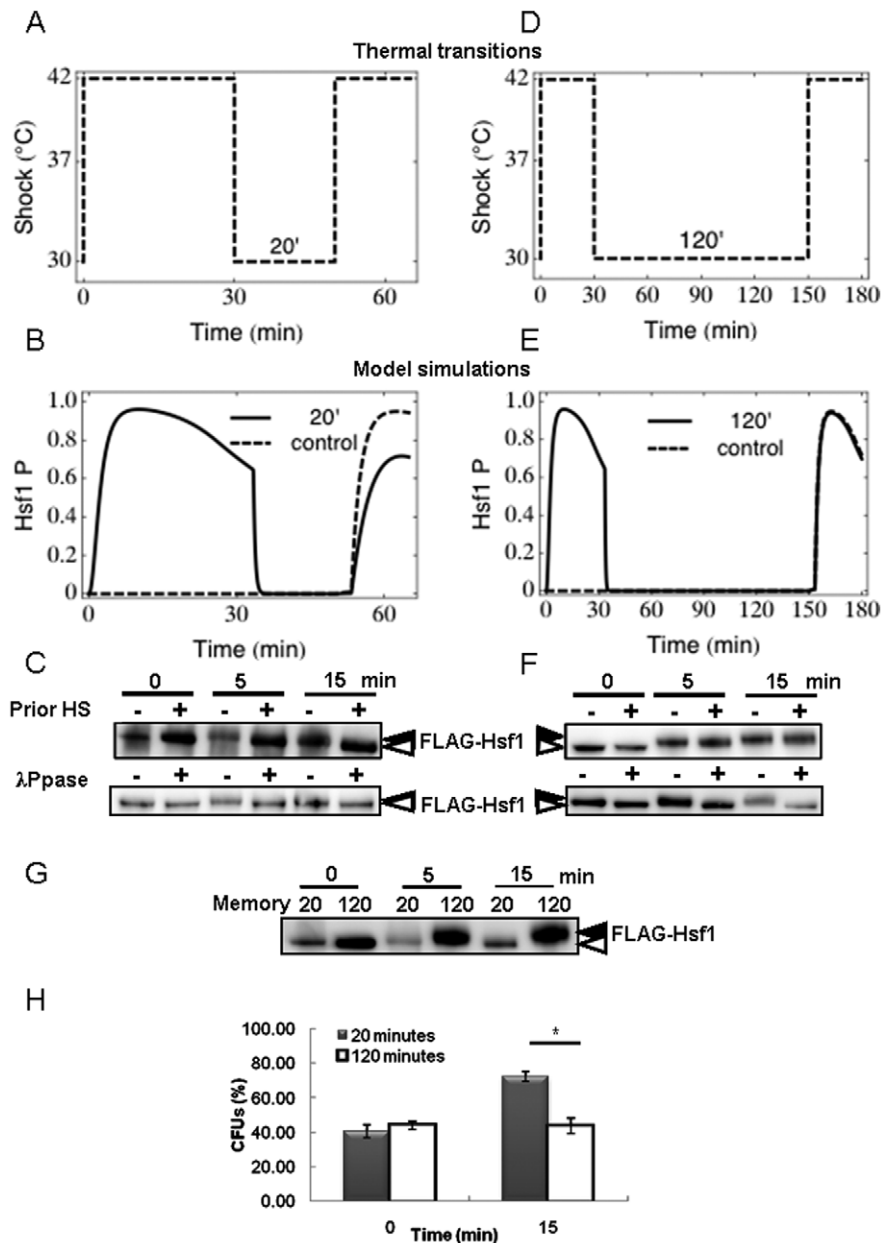 A
D
Thermal transitions
42
37
30
Shock (°C)
20'
0 30 60
Time (min)
42
37
30
Shock (°C)
120'
0 30 60 90 120 150 180
Time (min)
B
E
Model simulations
1.0
0.8
0.6
0.4
0.2
0
Hsf1 P
20'
control
0 30 60
Time (min)
1.0
0.8
0.6
0.4
0.2
0
Hsf1 P
120'
control
0 30 60 90 120 150 180
Time (min)
C
0 5 15 min
Prior HS - + - + - +
FLAG-Hsf1
λPpase - + - + - +
FLAG-Hsf1
F
0 5 15 min
- + - + - +
- + - + - +
G
0 5 15 min
Memory 20 120 20 120 20 120
FLAG-Hsf1
H
100.00
80.00
60.00
40.00
20.00
0.00
CFUs (%)
20 minutes
120 minutes
*
0 15
Time (min)